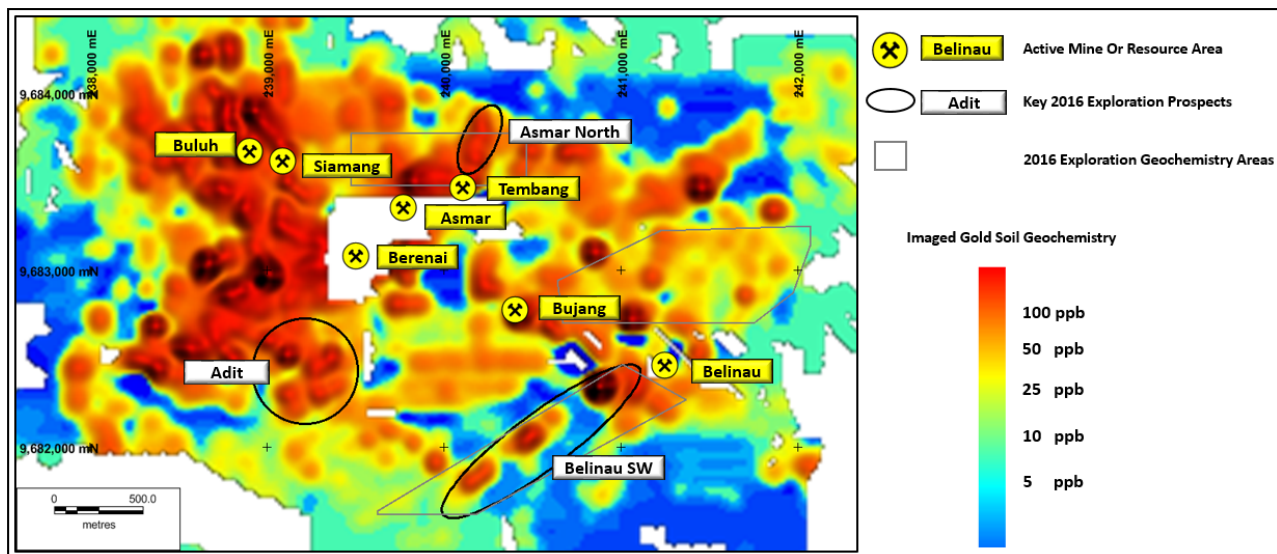 238,000 mE
239,000 mE
240,000 mE
241,000 mE
242,000 mE
9,684,000 mN
9,683,000 mN
9,682,000 mN
Asmar North
Buluh
Siamang
Tembang
Asmar
Berenai
Bujang
Adit
Belinau
Belinau SW
0 500.0
metres
Belinau Active Mine Or Resource Area
Adit Key 2016 Exploration Prospects
2016 Exploration Geochemistry Areas
Imaged Gold Soil Geochemistry
100 ppb
50 ppb
25 ppb
10 ppb
5 ppb